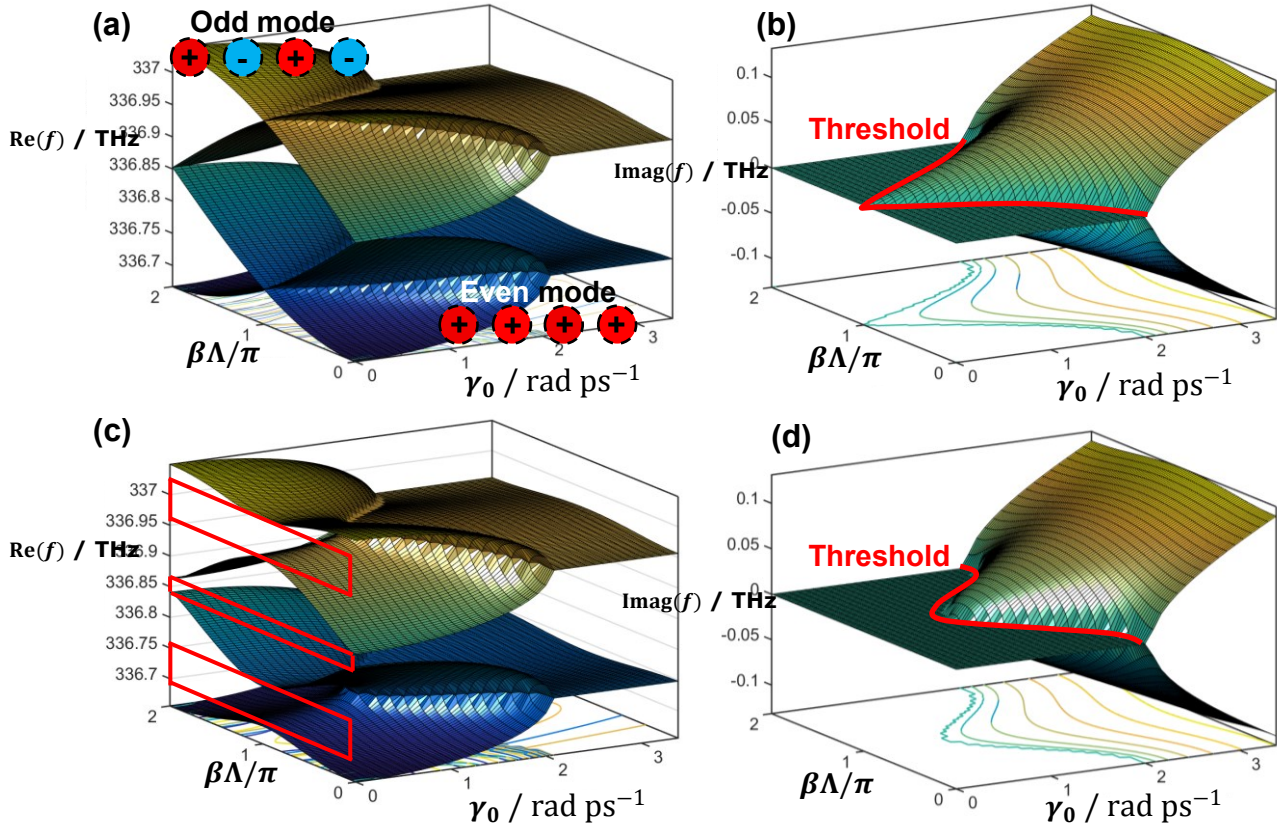 (a)
Odd mode
+ - + -
337
336.95
Re(f) / THz
336.9
336.85
336.8
336.75
336.7
2
1
0
βΛ/π
Even mode
+ + + +
0
1
2
3
γ₀ / rad ps⁻¹
(b)
0.1
0.05
Threshold
Imag(f) / THz
0
-0.05
-0.1
2
1
0
βΛ/π
0
1
2
3
γ₀ / rad ps⁻¹
(c)
337
336.95
Re(f) / THz
336.9
336.85
336.8
336.75
336.7
2
1
0
βΛ/π
0
1
2
3
γ₀ / rad ps⁻¹
(d)
0.1
0.05
Threshold
Imag(f) / THz
0
-0.05
-0.1
2
1
0
βΛ/π
0
1
2
3
γ₀ / rad ps⁻¹